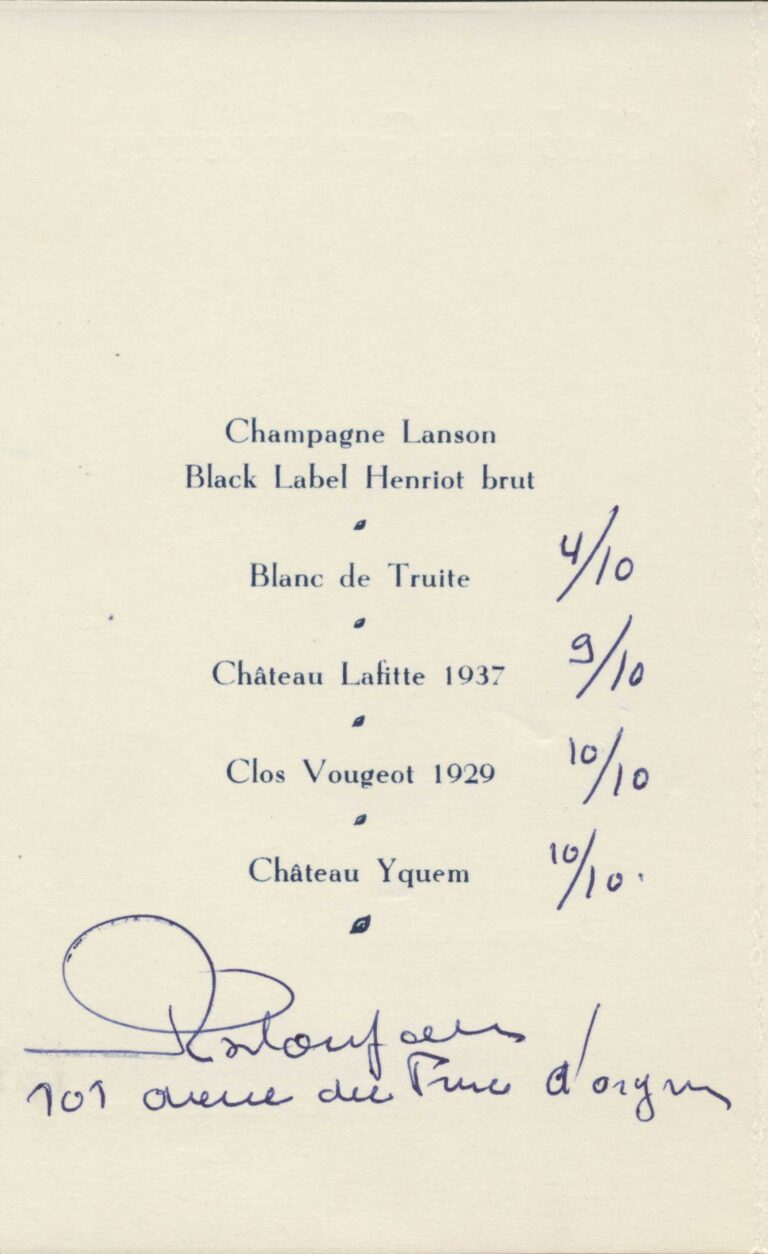 Champagne Lanson
Black Label Henriot brut
Blanc de Truite 4/10
Château Lafitte 1937 9/10
Clos Vougeot 1929 10/10
Château Yquem 10/10.
101 avenue du d'